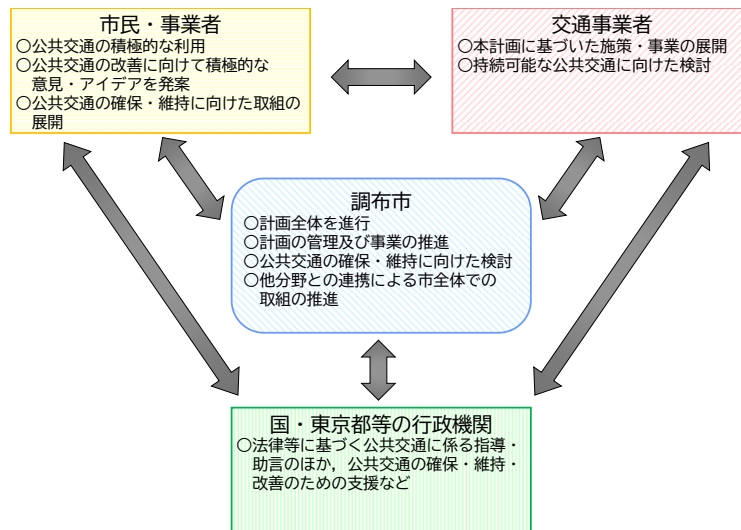 市民・事業者
○公共交通の積極的な利用
○公共交通の改善に向けて積極的な
意見・アイデアを発案
○公共交通の確保・維持に向けた取組の
展開
交通事業者
○本計画に基づいた施策・事業の展開
○持続可能な公共交通に向けた検討
調布市
○計画全体を進行
○計画の管理及び事業の推進
○公共交通の確保・維持に向けた検討
○他分野との連携による市全体での
取組の推進
国・東京都等の行政機関
○法律等に基づく公共交通に係る指導・
助言のほか，公共交通の確保・維持・
改善のための支援など